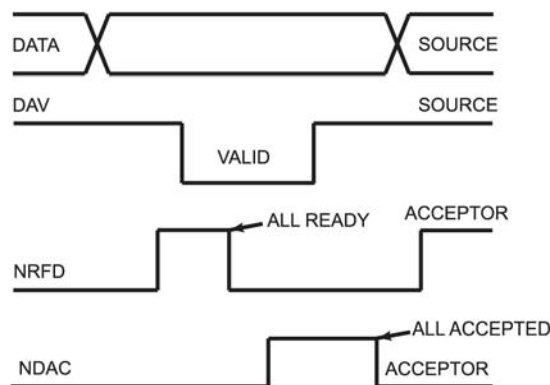 DATA SOURCE
DAV SOURCE
VALID
ALL READY ACCEPTOR
NRFD
ALL ACCEPTED
NDAC ACCEPTOR